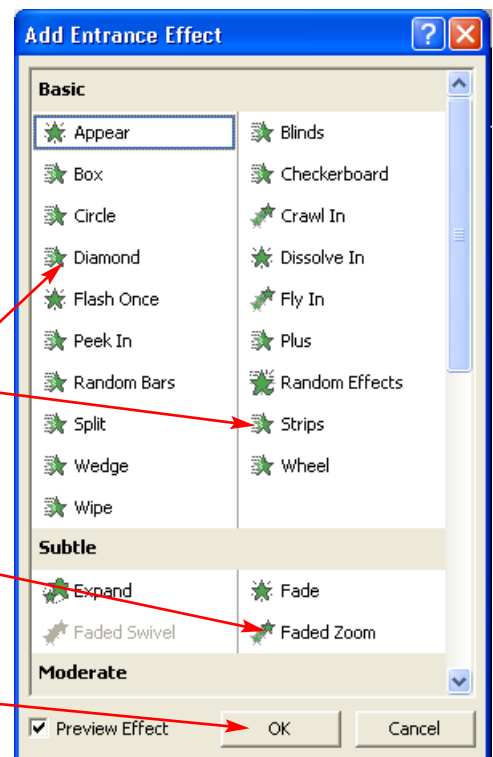 Add Entrance Effect
Basic
Appear Blinds
Box Checkerboard
Circle Crawl In
Diamond Dissolve In
Flash Once Fly In
Peek In Plus
Random Bars Random Effects
Split Strips
Wedge Wheel
Wipe
Subtle
Expand Fade
Faded Swivel Faded Zoom
Moderate
Preview Effect OK Cancel